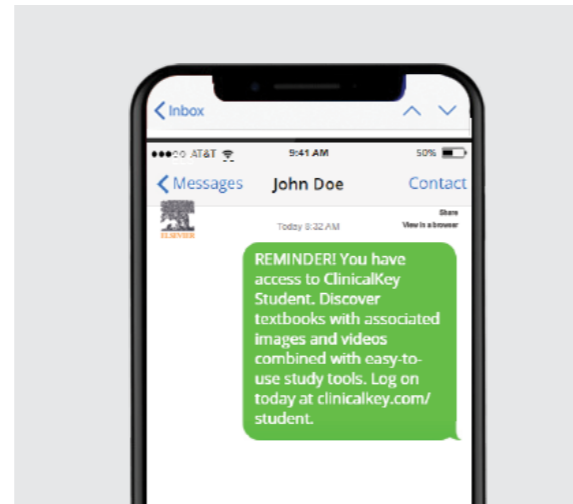 Inbox
AT&T 9:41 AM 50%
Messages John Doe Contact
Share
ELSEVIER Today 8:32 AM View in a browser
REMINDER! You have
access to ClinicalKey
Student. Discover
textbooks with associated
images and videos
combined with easy-to-
use study tools. Log on
today at clinicalkey.com/
student.